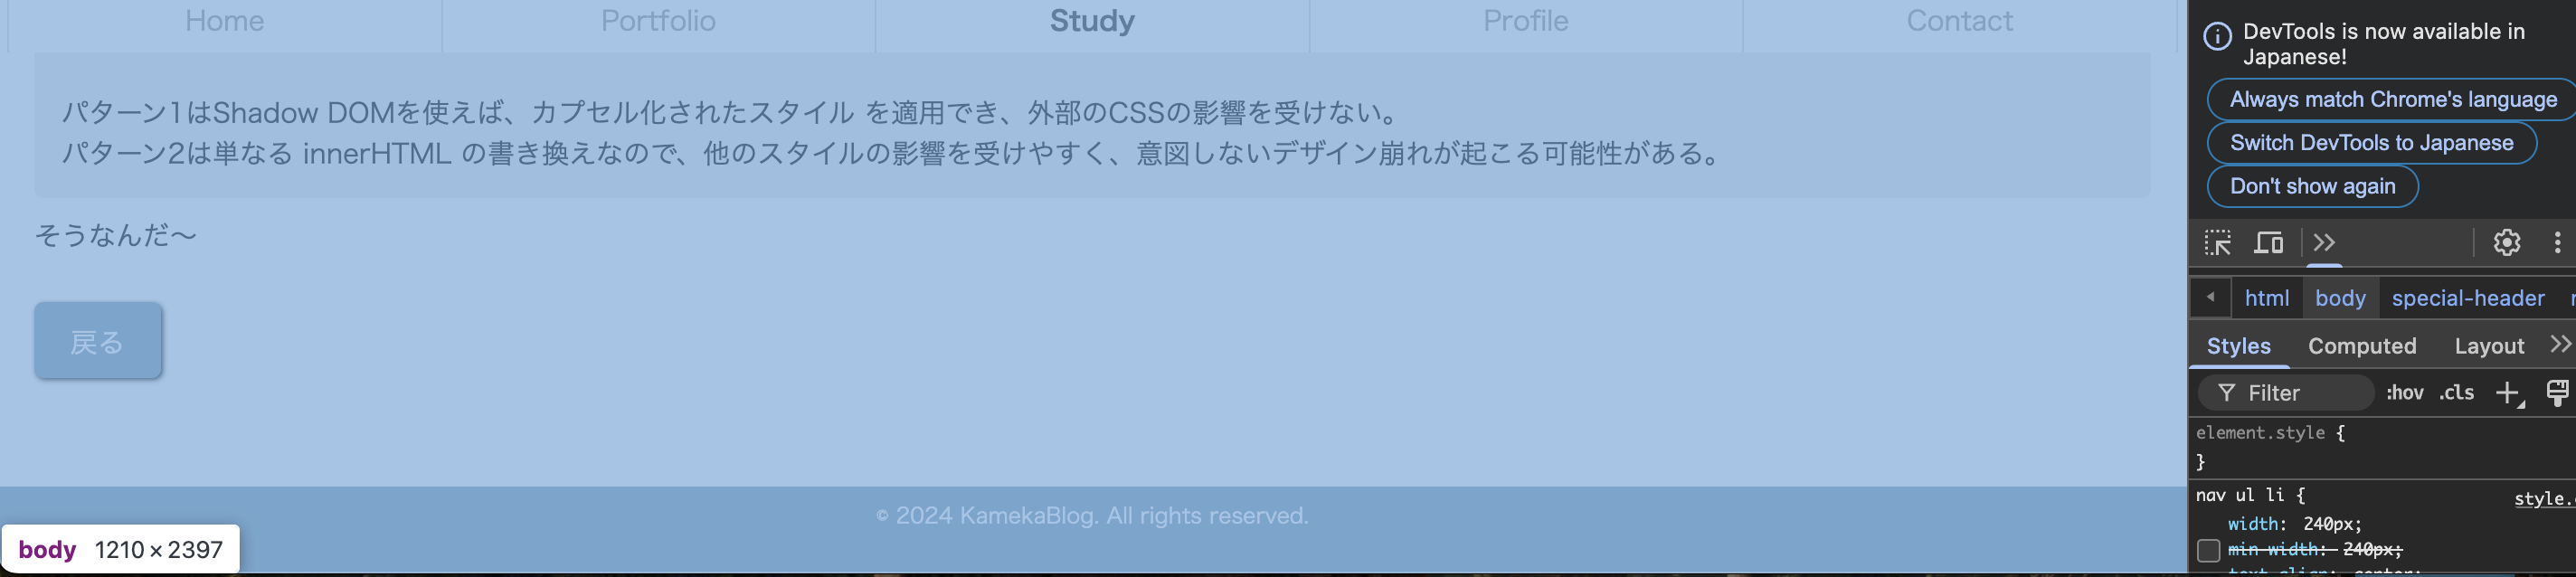 Home
Portfolio
Study
Profile
Contact
パターン1はShadow DOMを使えば、カプセル化されたスタイル を適用でき、外部のCSSの影響を受けない。
パターン2は単なる innerHTML の書き換えなので、他のスタイルの影響を受けやすく、意図しないデザイン崩れが起こる可能性がある。
そうなんだ〜
戻る
© 2024 KamekaBlog. All rights reserved.
body 1210×2397
DevTools is now available in
Japanese!
Always match Chrome's language
Switch DevTools to Japanese
Don't show again
html body special-header
Styles Computed Layout
Filter :hov .cls
element.style {
}
nav ul li { style.
width: 240px;
min-width: 240px;
text-align: center;